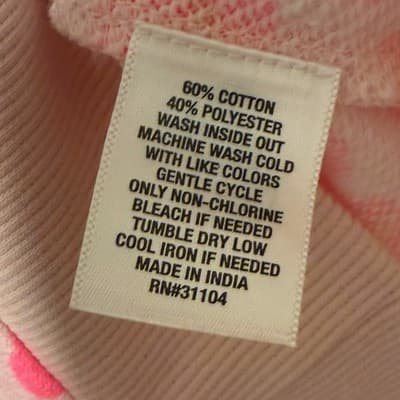 60% COTTON
40% POLYESTER
WASH INSIDE OUT
MACHINE WASH COLD
WITH LIKE COLORS
GENTLE CYCLE
ONLY NON-CHLORINE
BLEACH IF NEEDED
TUMBLE DRY LOW
COOL IRON IF NEEDED
MADE IN INDIA
RN#31104